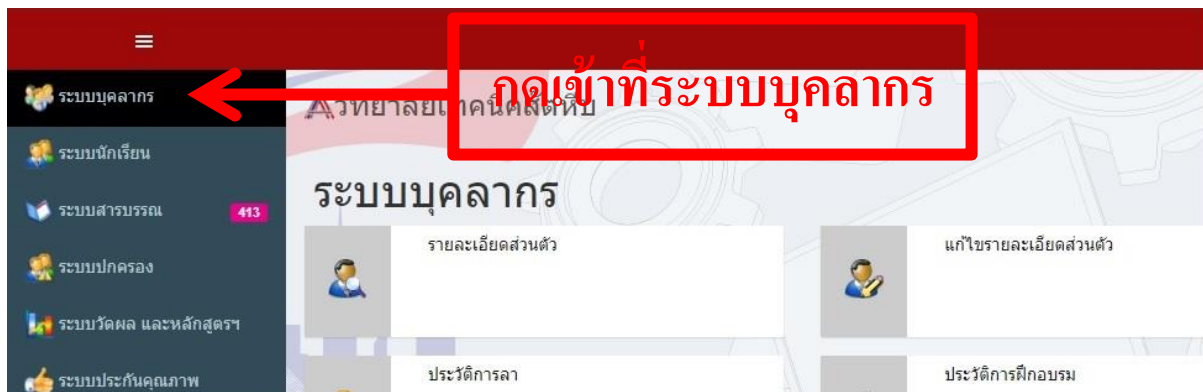 กดเข้าที่ระบบบุคลากร
ระบบบุคลากร
ระบบนักเรียน
ระบบสารบรรณ 413
ระบบปกครอง
ระบบวัดผล และหลักสูตรฯ
ระบบประกันคุณภาพ
วิทยาลัยเทคนิคสัตหีบ
ระบบบุคลากร
รายละเอียดส่วนตัว
แก้ไขรายละเอียดส่วนตัว
ประวัติการลา
ประวัติการฝึกอบรม